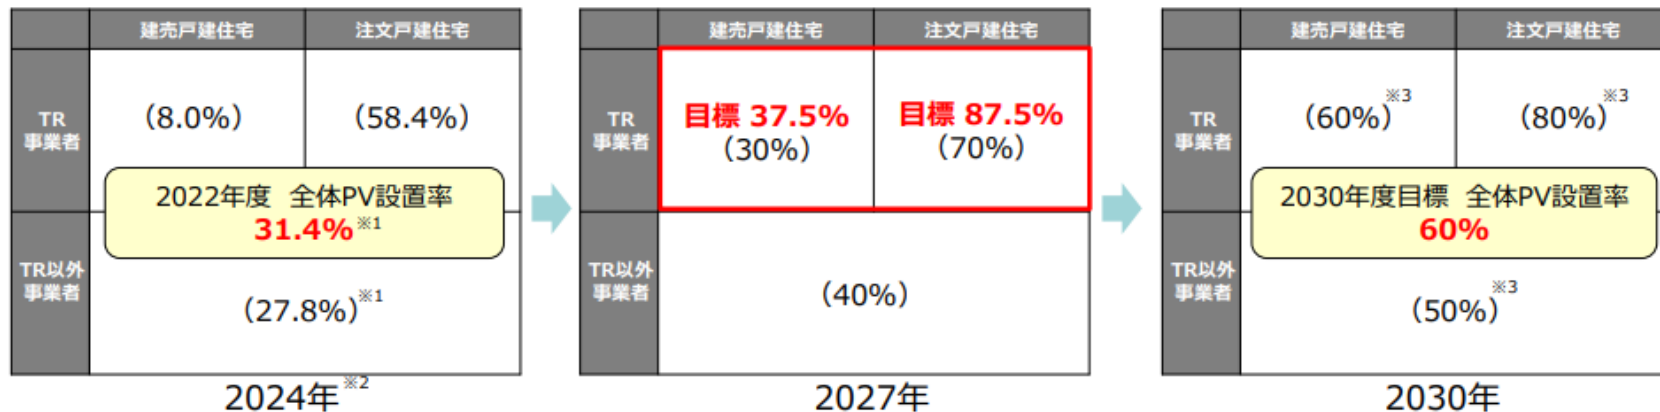 建売戸建住宅 注文戸建住宅
TR
事業者
(8.0%) (58.4%)
2022年度 全体PV設置率
31.4%※1
TR以外
事業者
(27.8%)※1
2024年※2
建売戸建住宅 注文戸建住宅
TR
事業者
目標 37.5% 目標 87.5%
(30%) (70%)
TR以外
事業者
(40%)
2027年
建売戸建住宅 注文戸建住宅
TR
事業者
(60%)※3 (80%)※3
2030年度目標 全体PV設置率
60%
TR以外
事業者
(50%)※3
2030年